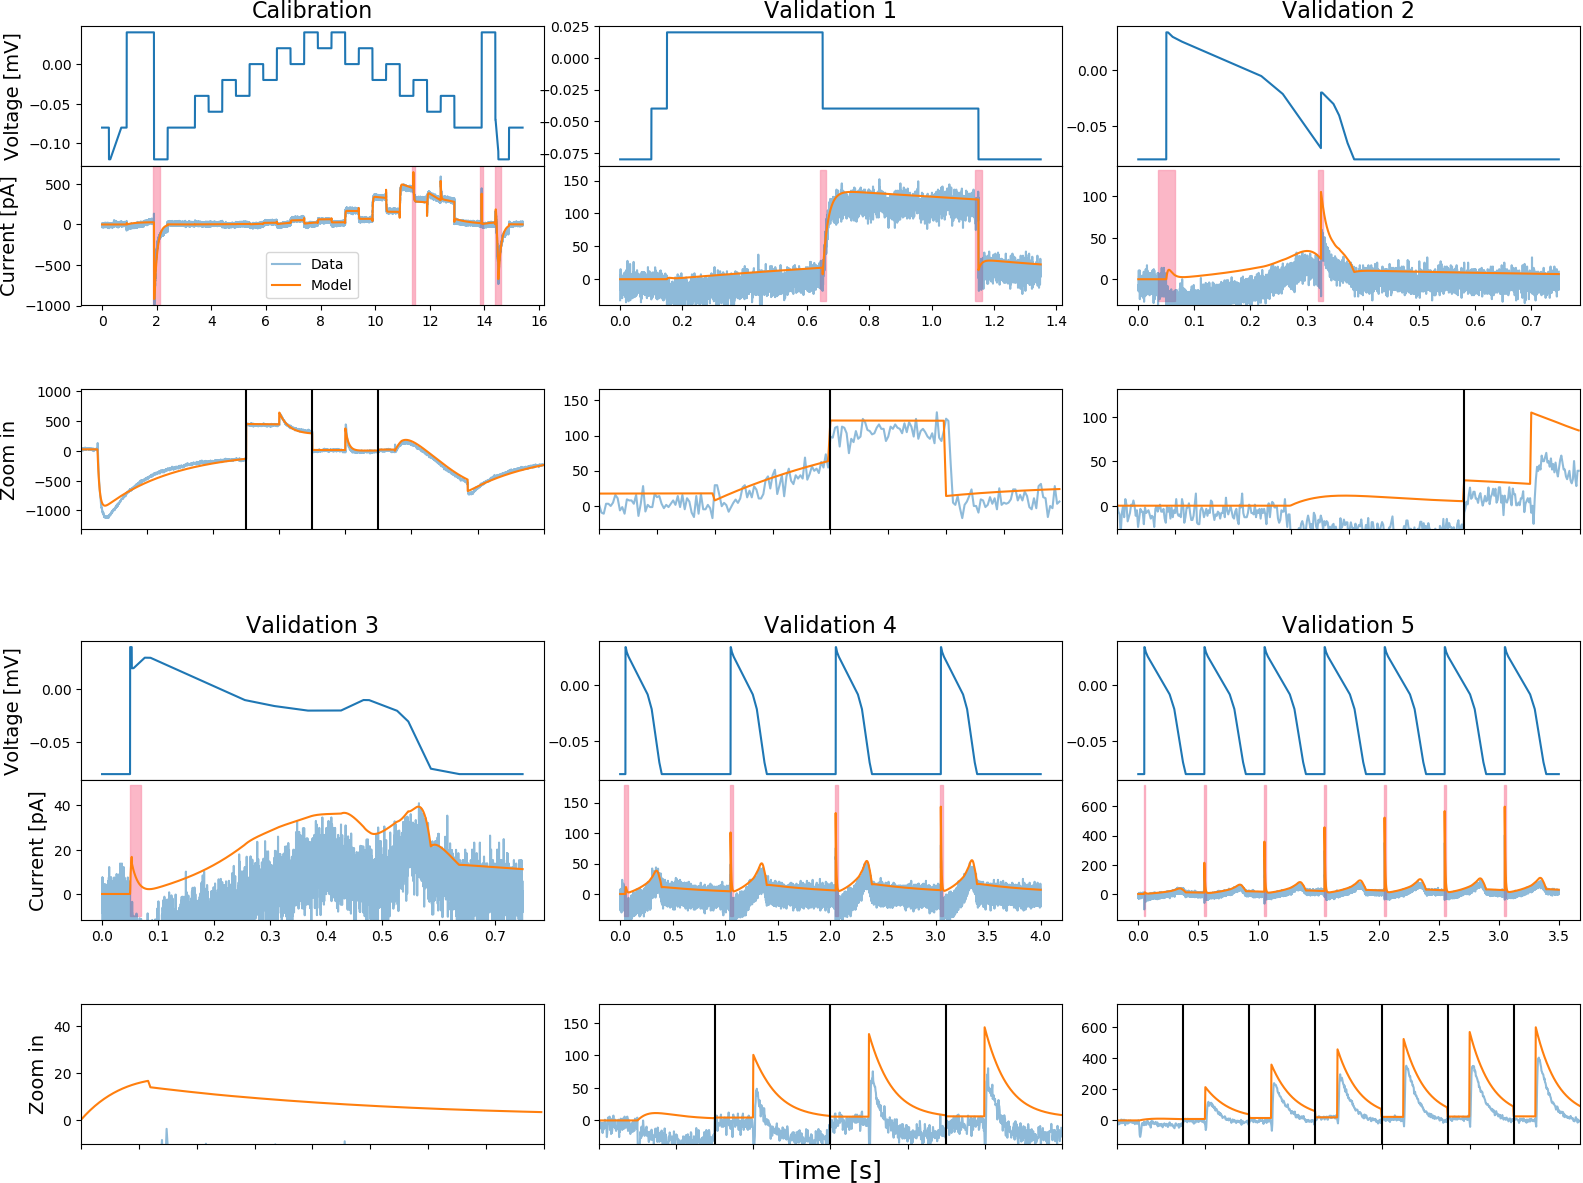 Calibration
Validation 1
Validation 2
Voltage [mV]
0.00
−0.05
−0.10
0.025
0.000
−0.025
−0.050
−0.075
0.00
−0.05
Current [pA]
500
0
−500
−1000
Data
Model
0 2 4 6 8 10 12 14 16
150
100
50
0
0.0 0.2 0.4 0.6 0.8 1.0 1.2 1.4
100
50
0
0.0 0.1 0.2 0.3 0.4 0.5 0.6 0.7
Zoom in
1000
500
0
−500
−1000
150
100
50
0
100
50
0
Validation 3
Validation 4
Validation 5
Voltage [mV]
0.00
−0.05
0.00
−0.05
0.00
−0.05
Current [pA]
40
20
0
0.0 0.1 0.2 0.3 0.4 0.5 0.6 0.7
150
100
50
0
0.0 0.5 1.0 1.5 2.0 2.5 3.0 3.5 4.0
600
400
200
0
0.0 0.5 1.0 1.5 2.0 2.5 3.0 3.5
Zoom in
40
20
0
150
100
50
0
600
400
200
0
Time [s]